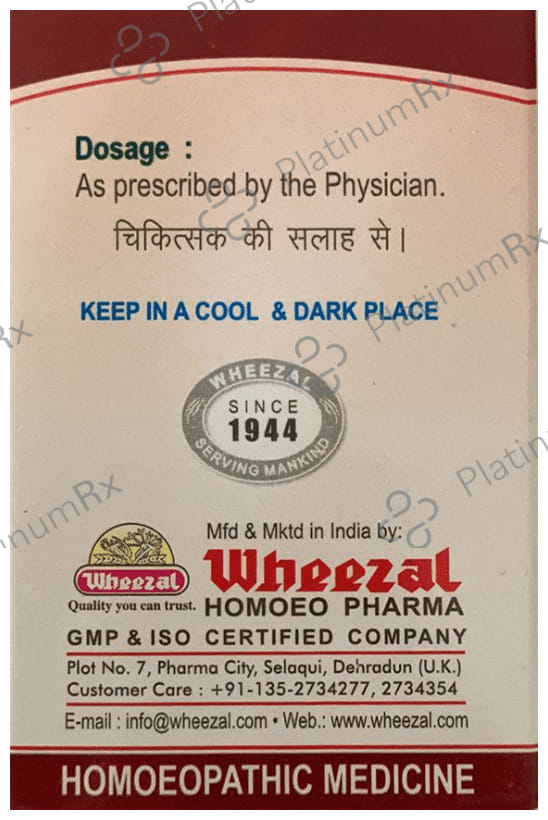 PlatinumRx
Dosage :
As prescribed by the Physician.
चिकित्सक की सलाह से।
KEEP IN A COOL & DARK PLACE
WHEEZAL
SINCE
1944
SERVING MANKIND
Mfd & Mktd in India by:
Wheezal
Wheezal
Quality you can trust.
HOMOEO PHARMA
GMP & ISO CERTIFIED COMPANY
Plot No. 7, Pharma City, Selaqui, Dehradun (U.K.)
Customer Care : +91-135-2734277, 2734354
E-mail : info@wheezal.com • Web.: www.wheezal.com
HOMOEOPATHIC MEDICINE